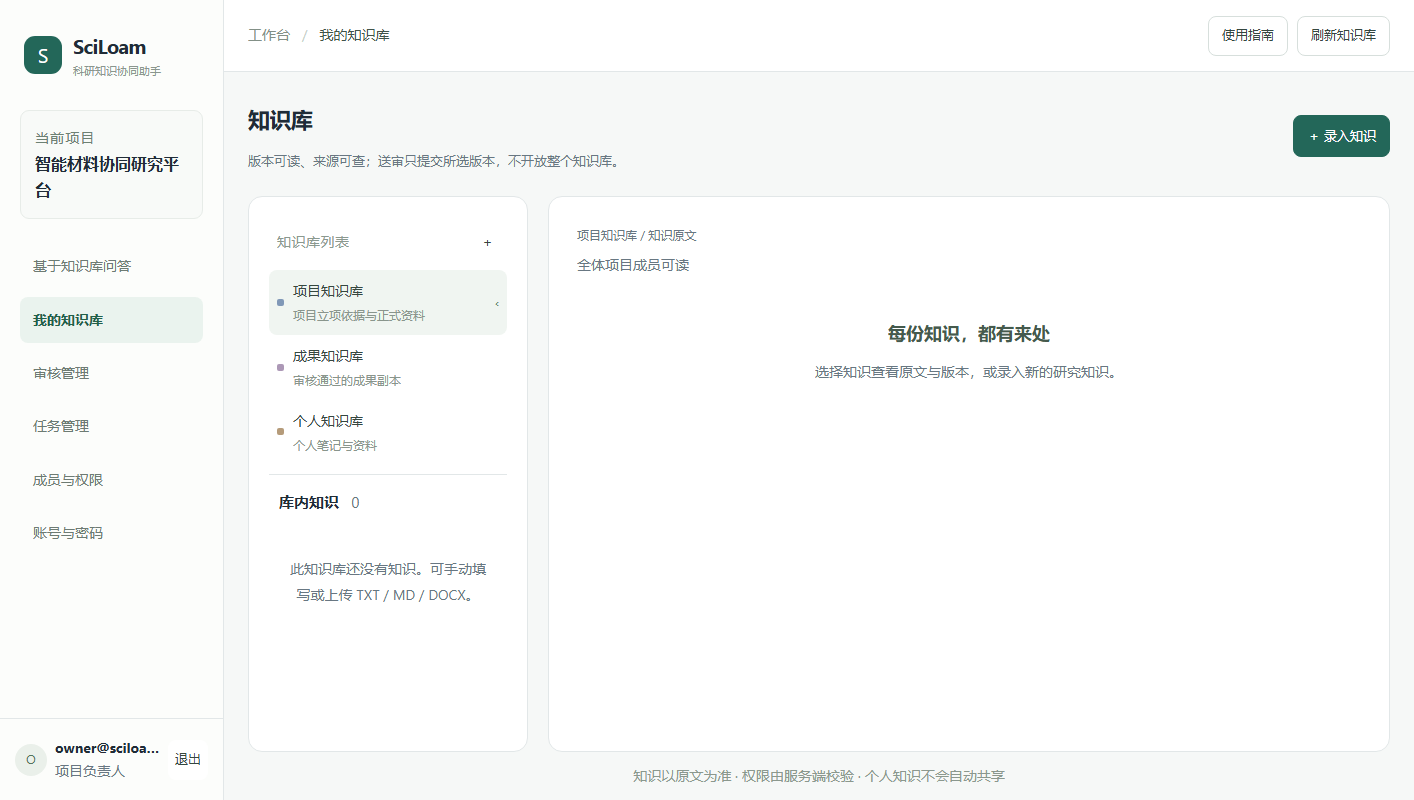 S
SciLoam
科研知识协同助手
当前项目
智能材料协同研究平
台
基于知识库问答
我的知识库
审核管理
任务管理
成员与权限
账号与密码
O
owner@sciloa...
项目负责人
退出
工作台 / 我的知识库
使用指南
刷新知识库
知识库
版本可读、来源可查；送审只提交所选版本，不开放整个知识库。
+ 录入知识
知识库列表 +
项目知识库
项目立项依据与正式资料
‹
成果知识库
审核通过的成果副本
个人知识库
个人笔记与资料
库内知识 0
此知识库还没有知识。可手动填
写或上传 TXT / MD / DOCX。
项目知识库 / 知识原文
全体项目成员可读
每份知识，都有来处
选择知识查看原文与版本，或录入新的研究知识。
知识以原文为准 · 权限由服务端校验 · 个人知识不会自动共享